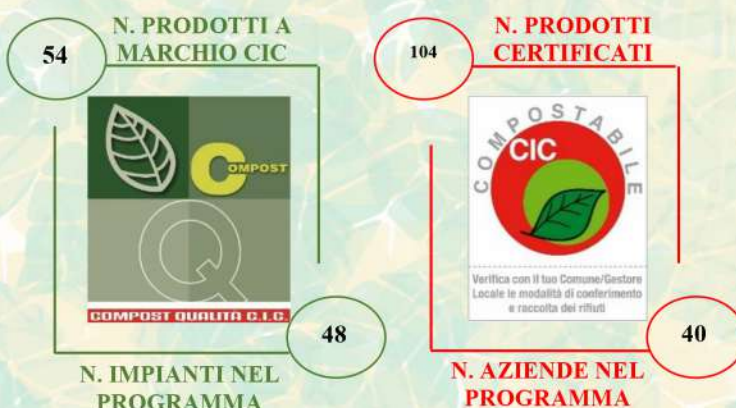 54
N. PRODOTTI A
MARCHIO CIC
COMPOST
Q
COMPOST QUALITÀ C.I.C.
48
N. IMPIANTI NEL
PROGRAMMA
104
N. PRODOTTI
CERTIFICATI
COMPOSTABILE
CIC
Verifica con il tuo Comune/Gestore
Locale le modalità di conferimento
e raccolta dei rifiuti
40
N. AZIENDE NEL
PROGRAMMA